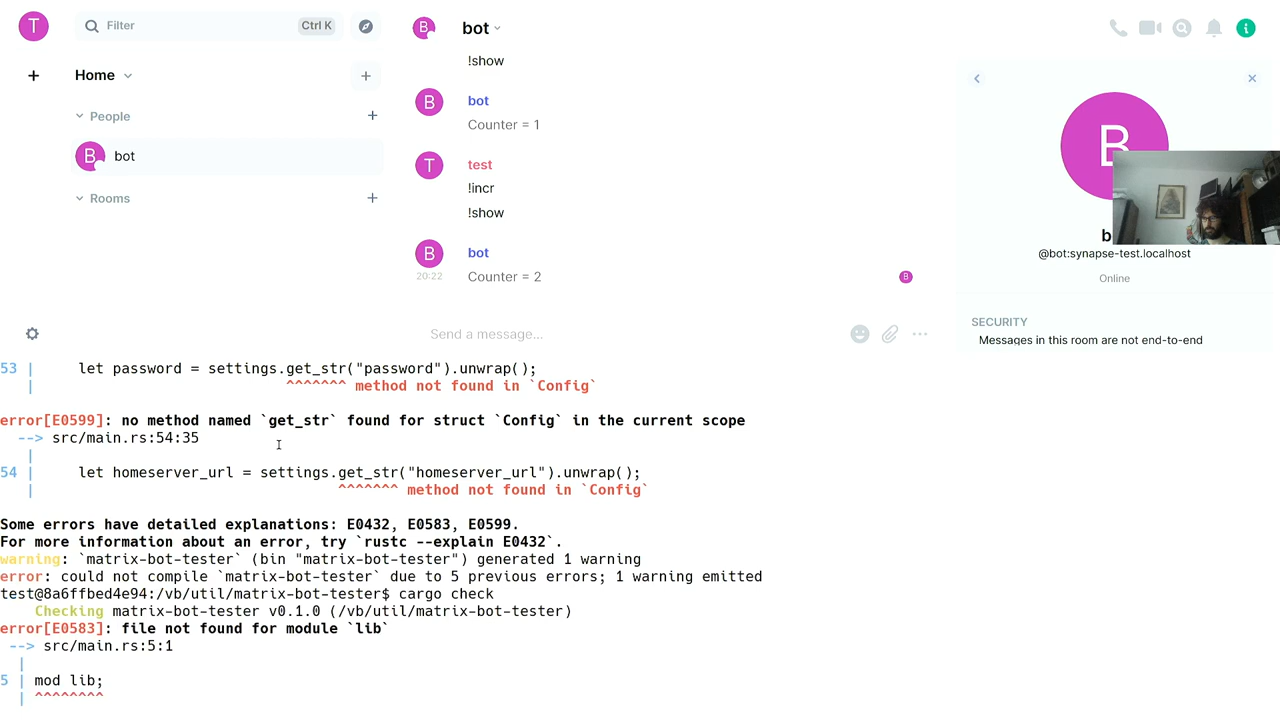 T
Filter
Ctrl K
Home
People
B bot
Rooms
B bot
!show
B bot
Counter = 1
T test
!incr
!show
B bot
20:22 Counter = 2
B
Send a message...
B
b
@bot:synapse-test.localhost
Online
SECURITY
Messages in this room are not end-to-end
53 |     let password = settings.get_str("password").unwrap();
   |                             ^^^^^^^ method not found in `Config`
error[E0599]: no method named `get_str` found for struct `Config` in the current scope
  --> src/main.rs:54:35
   |
54 |     let homeserver_url = settings.get_str("homeserver_url").unwrap();
   |                                   ^^^^^^^ method not found in `Config`
Some errors have detailed explanations: E0432, E0583, E0599.
For more information about an error, try `rustc --explain E0432`.
warning: `matrix-bot-tester` (bin "matrix-bot-tester") generated 1 warning
error: could not compile `matrix-bot-tester` due to 5 previous errors; 1 warning emitted
test@8a6ffbed4e94:/vb/util/matrix-bot-tester$ cargo check
    Checking matrix-bot-tester v0.1.0 (/vb/util/matrix-bot-tester)
error[E0583]: file not found for module `lib`
 --> src/main.rs:5:1
  |
5 | mod lib;
  | ^^^^^^^^